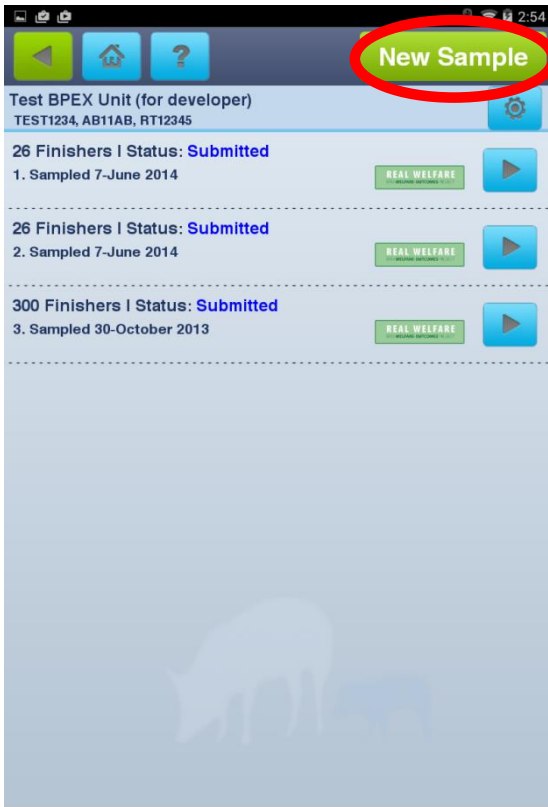 2:54
?
New Sample
Test BPEX Unit (for developer)
TEST1234, AB11AB, RT12345
26 Finishers I Status: Submitted
1. Sampled 7-June 2014
REAL WELFARE
26 Finishers I Status: Submitted
2. Sampled 7-June 2014
REAL WELFARE
300 Finishers I Status: Submitted
3. Sampled 30-October 2013
REAL WELFARE